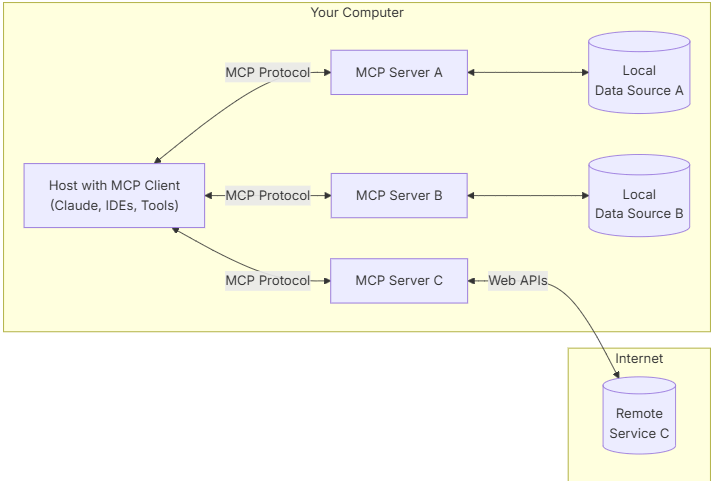 Your Computer
MCP Protocol
MCP Server A
Local
Data Source A
Host with MCP Client
(Claude, IDEs, Tools)
MCP Protocol
MCP Server B
Local
Data Source B
MCP Protocol
MCP Server C
Web APIs
Internet
Remote
Service C